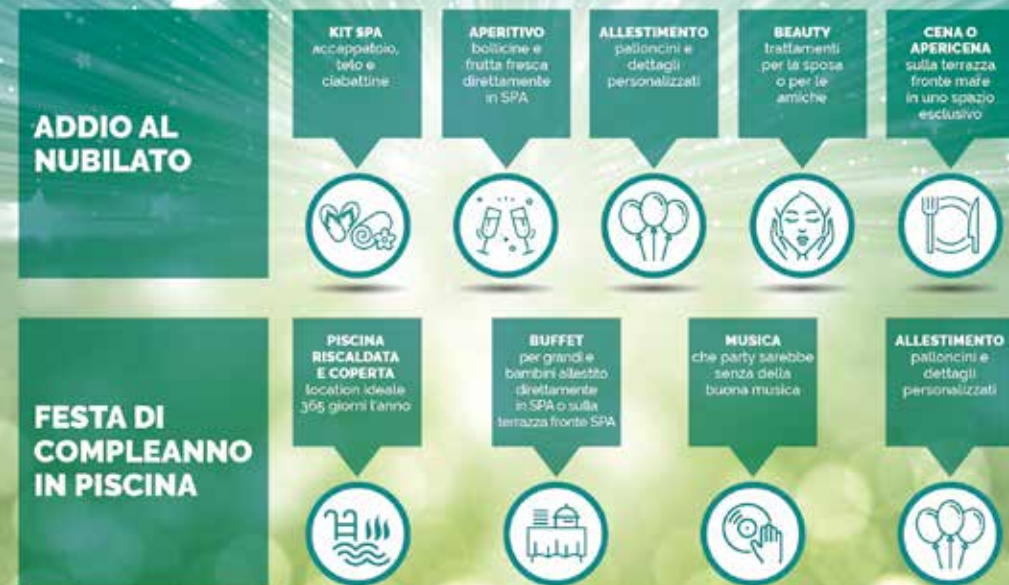 ADDIO AL
NUBILATO
KIT SPA
accappatoio,
telo e
ciabattine
APERITIVO
bollicine e
frutta fresca
direttamente
in SPA
ALLESTIMENTO
palloncini e
dettagli
personalizzati
BEAUTY
trattamenti
per la sposa
o per le
amiche
CENA O
APERICENA
sulla terrazza
fronte mare
in uno spazio
esclusivo
FESTA DI
COMPLEANNO
IN PISCINA
PISCINA
RISCALDATA
E COPERTA
location ideale
365 giorni l'anno
BUFFET
per grandi e
bambini allestito
direttamente
in SPA o sulla
terrazza fronte SPA
MUSICA
che party sarebbe
senza della
buona musica
ALLESTIMENTO
palloncini e
dettagli
personalizzati